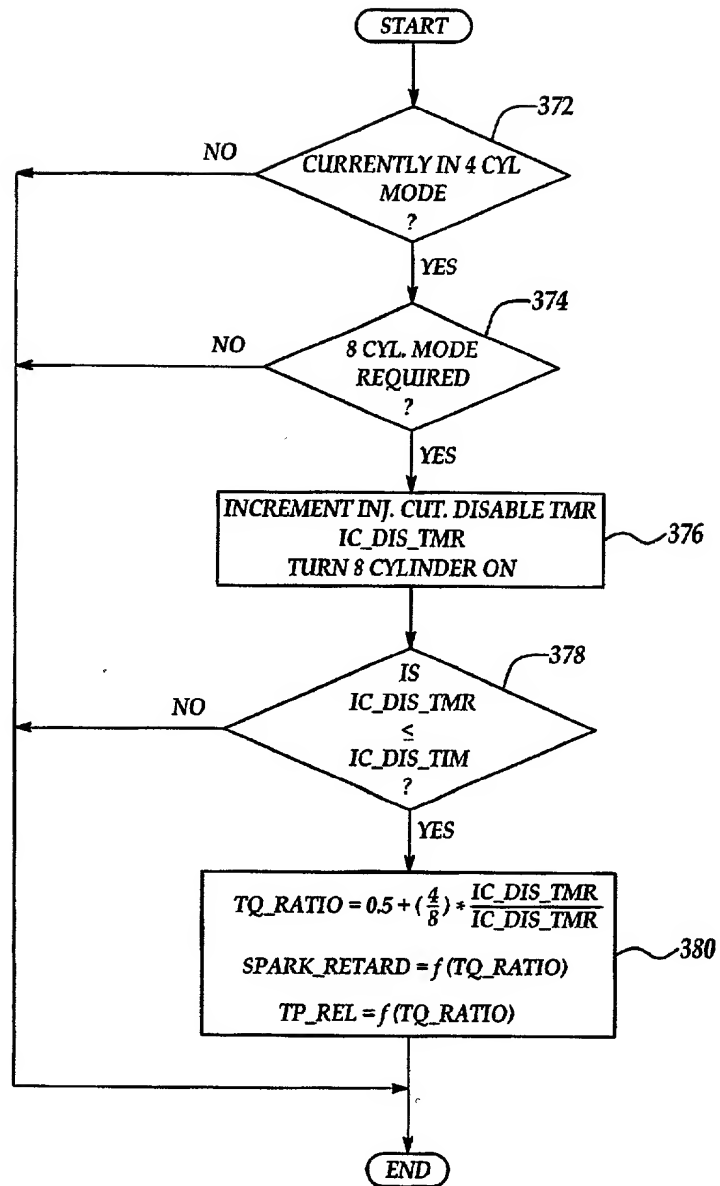 START
372
NO
CURRENTLY IN 4 CYL
MODE
?
YES
374
NO
8 CYL. MODE
REQUIRED
?
YES
INCREMENT INJ. CUT. DISABLE TMR
IC_DIS_TMR
TURN 8 CYLINDER ON
376
378
NO
IS
IC_DIS_TMR
≤
IC_DIS_TIM
?
YES
TQ_RATIO = 0.5 + (4/8) * IC_DIS_TMR/IC_DIS_TMR
SPARK_RETARD = f (TQ_RATIO)
TP_REL = f (TQ_RATIO)
380
END